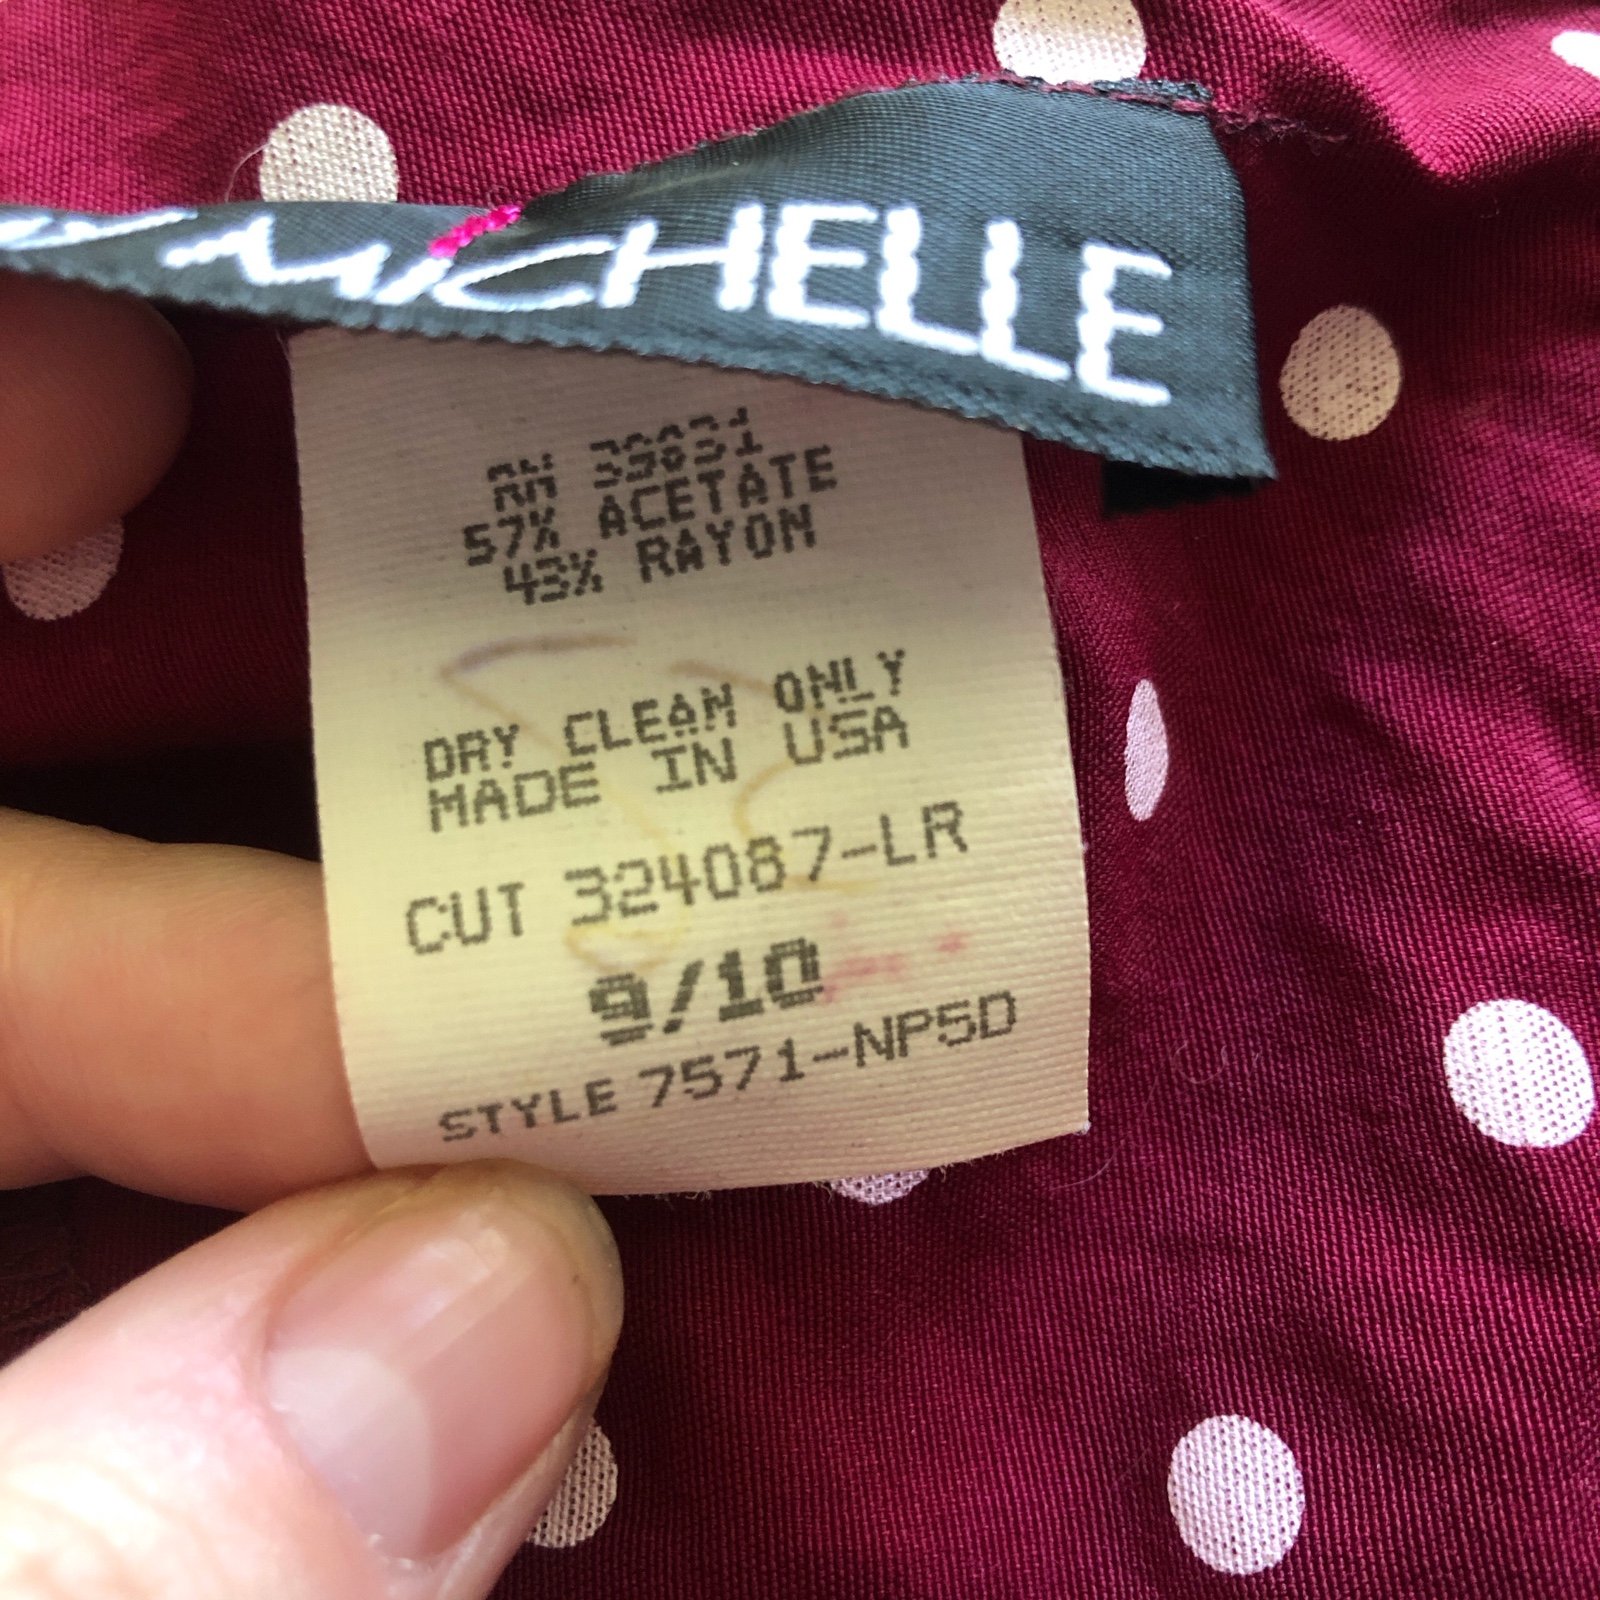 MICHELLE
57% ACETATE
43% RAYON
DRY CLEAN ONLY
MADE IN USA
CUT 324087-LR
9/10
STYLE 7571-NP5D